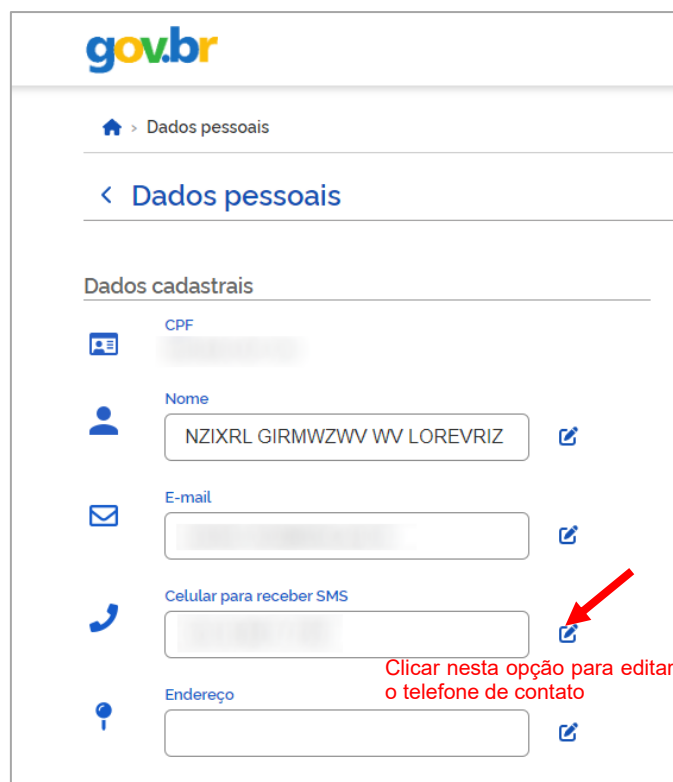 gov.br
Dados pessoais
Dados pessoais
Dados cadastrais
CPF
Nome
NZIXRL GIRMWZWV WV LOREVRIZ
E-mail
Celular para receber SMS
Clicar nesta opção para editar
o telefone de contato
Endereço